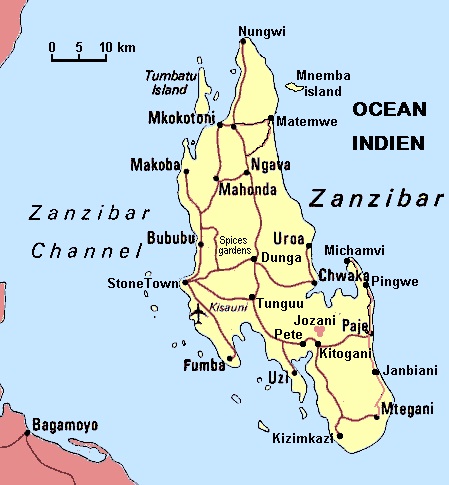 Nungwi
0 5 10 km
Tumbatu
Island
Mnemba
island
OCEAN
INDIEN
Mkokotoni
Matemwe
Makoba
Ngava
Mahonda
Zanzibar
Zanzibar
Channel
Bububu
Spices
gardens
Uroa
Michamvi
Dunga
Chwaka
Pingwe
StoneTown
Kisauni
Tunguu
Jozani
Paje
Pete
Kitogani
Fumba
Uzi
Janbiani
Mtegani
Bagamoyo
Kizimkazi